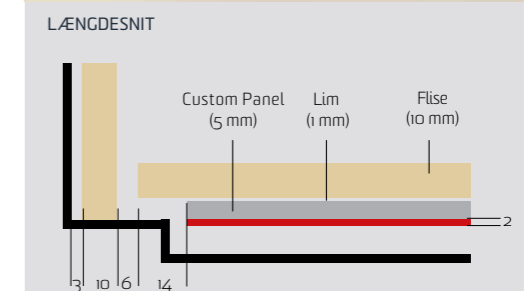 LÆNGDESNIT
Custom Panel
(5 mm)
Lim
(1 mm)
Flise
(10 mm)
2
3 10 6 14